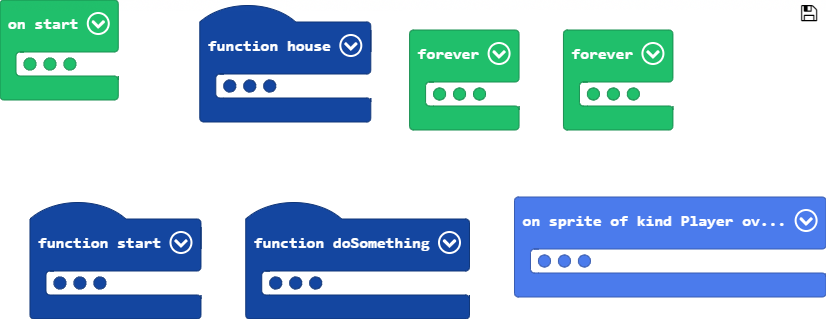 on start
function house
forever
forever
function start
function doSomething
on sprite of kind Player ov...